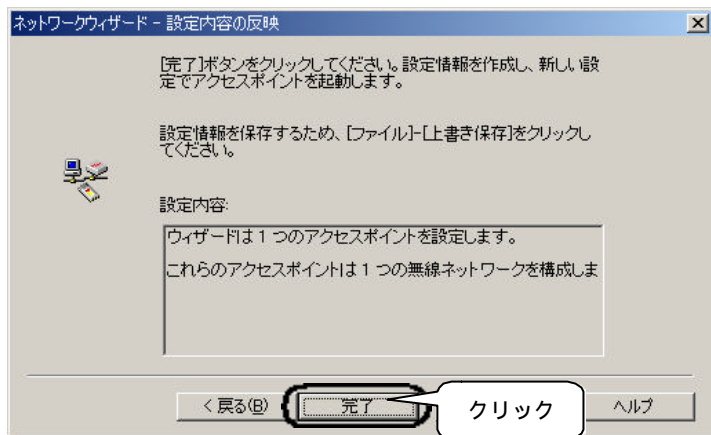 ネットワークウィザード - 設定内容の反映
[完了]ボタンをクリックしてください。設定情報を作成し、新しい設
定でアクセスポイントを起動します。
設定情報を保存するため、[ファイル]-[上書き保存]をクリックし
てください。
設定内容:
ウィザードは 1 つのアクセスポイントを設定します。
これらのアクセスポイントは 1 つの無線ネットワークを構成しま
< 戻る(B)
完了
クリック
ヘルプ